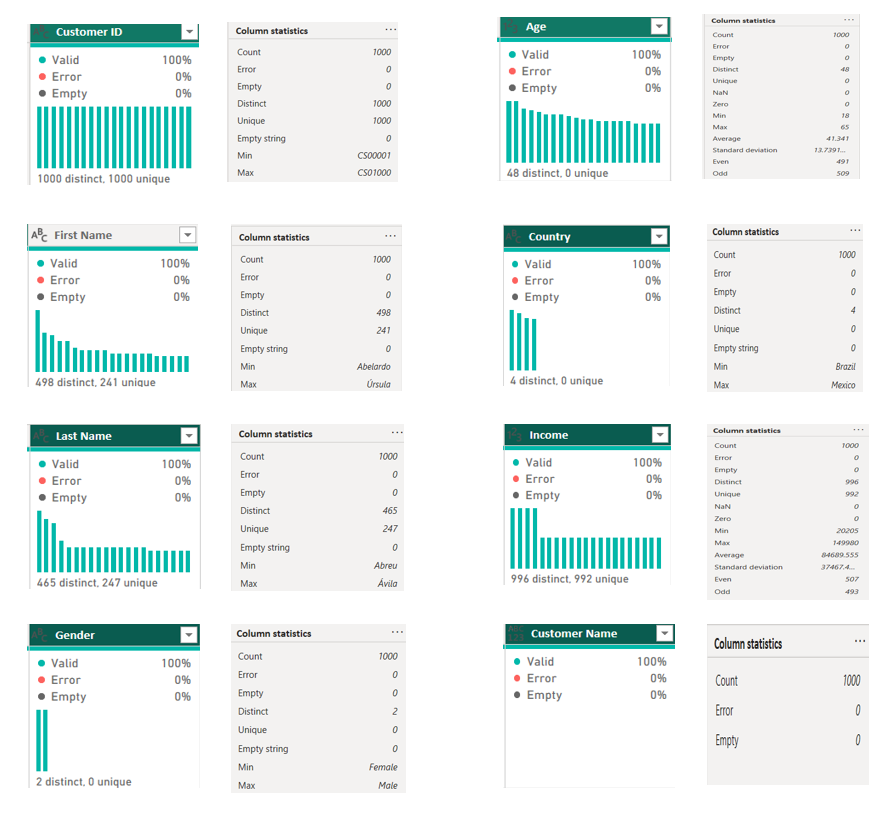 Customer ID
Valid 100%
Error 0%
Empty 0%
1000 distinct, 1000 unique
Column statistics ...
Count 1000
Error 0
Empty 0
Distinct 1000
Unique 1000
Empty string 0
Min CS00001
Max CS01000
Age
Valid 100%
Error 0%
Empty 0%
48 distinct, 0 unique
Column statistics ...
Count 1000
Error 0
Empty 0
Distinct 48
Unique 0
NaN 0
Zero 0
Min 18
Max 65
Average 41.341
Standard deviation 13.7391...
Even 491
Odd 509
ABC First Name
Valid 100%
Error 0%
Empty 0%
498 distinct, 241 unique
Column statistics ...
Count 1000
Error 0
Empty 0
Distinct 498
Unique 241
Empty string 0
Min Abelardo
Max Úrsula
ABC Country
Valid 100%
Error 0%
Empty 0%
4 distinct, 0 unique
Column statistics ...
Count 1000
Error 0
Empty 0
Distinct 4
Unique 0
Empty string 0
Min Brazil
Max Mexico
ABC Last Name
Valid 100%
Error 0%
Empty 0%
465 distinct, 247 unique
Column statistics ...
Count 1000
Error 0
Empty 0
Distinct 465
Unique 247
Empty string 0
Min Abreu
Max Ávila
Income
Valid 100%
Error 0%
Empty 0%
996 distinct, 992 unique
Column statistics ...
Count 1000
Error 0
Empty 0
Distinct 996
Unique 992
NaN 0
Zero 0
Min 20205
Max 149980
Average 84689.555
Standard deviation 37467.4...
Even 507
Odd 493
ABC Gender
Valid 100%
Error 0%
Empty 0%
2 distinct, 0 unique
Column statistics ...
Count 1000
Error 0
Empty 0
Distinct 2
Unique 0
Empty string 0
Min Female
Max Male
ABC 123 Customer Name
Valid 100%
Error 0%
Empty 0%
Column statistics ...
Count 1000
Error 0
Empty 0